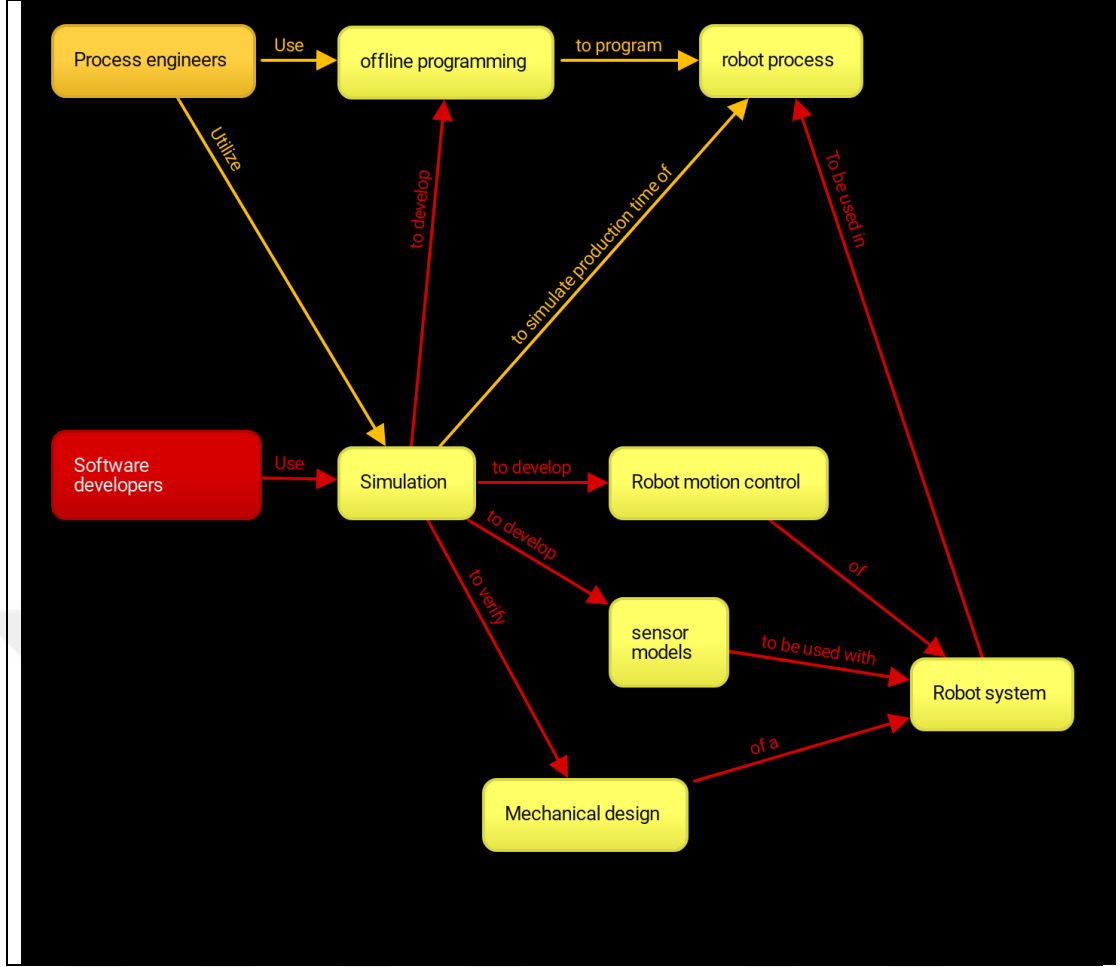 Process engineers
Use
offline programming
to program
robot process
Utilize
to develop
to simulate production time of
To be used in
Software
developers
Use
Simulation
to develop
Robot motion control
to develop
to verify
of
sensor
models
to be used with
Robot system
of a
Mechanical design